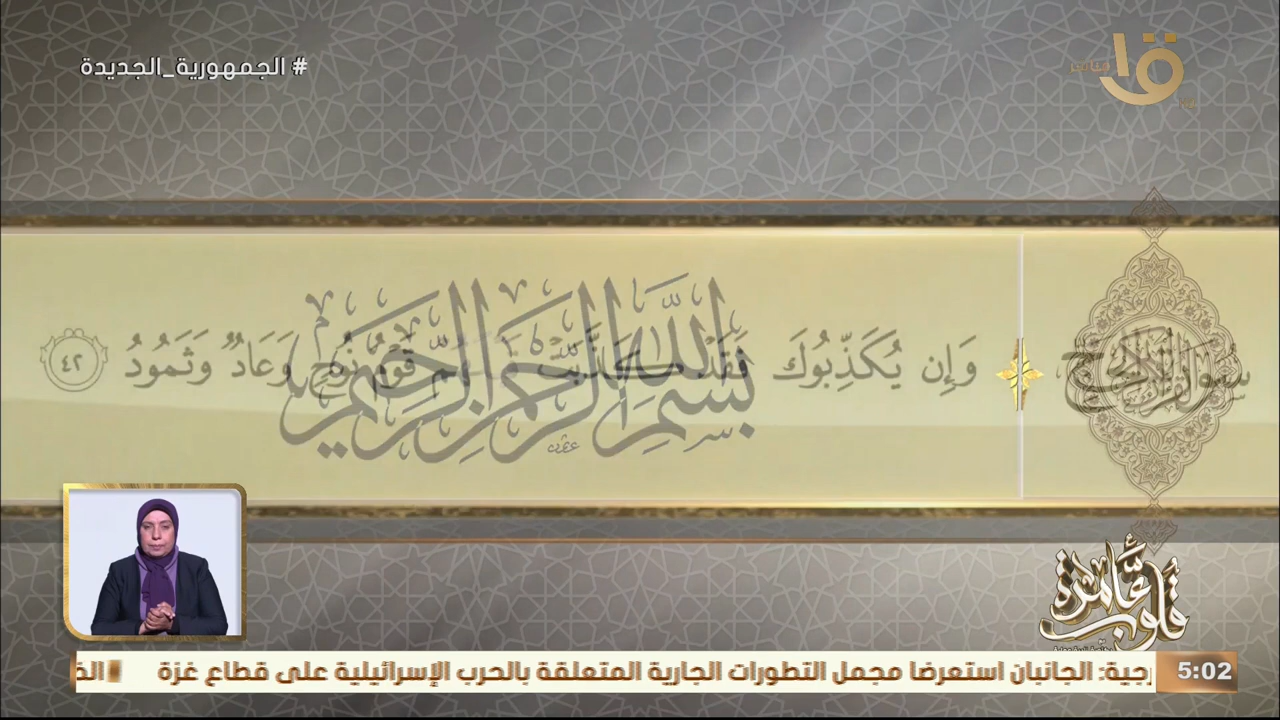 # الجمهورية_الجديدة
بسم الله الرحمن الرحيم
وَإِن يُكَذِّبُوكَ فَقَدْ كَذَّبَتْ قَوْمُ نُوحٍ وَعَادٌ وَثَمُودُ ٤٢
قلوب عامرة
رجية: الجانبان استعرضا مجمل التطورات الجارية المتعلقة بالحرب الإسرائيلية على قطاع غزة
5:02